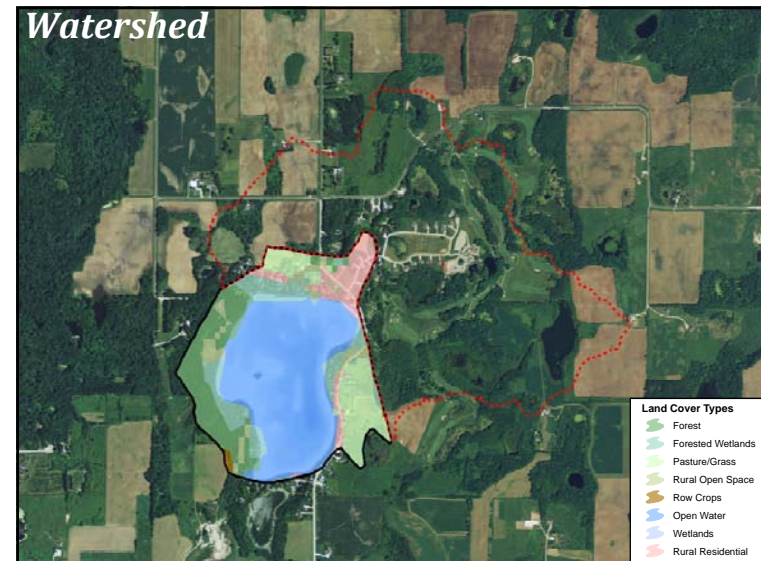 Watershed
Land Cover Types
Forest
Forested Wetlands
Pasture/Grass
Rural Open Space
Row Crops
Open Water
Wetlands
Rural Residential